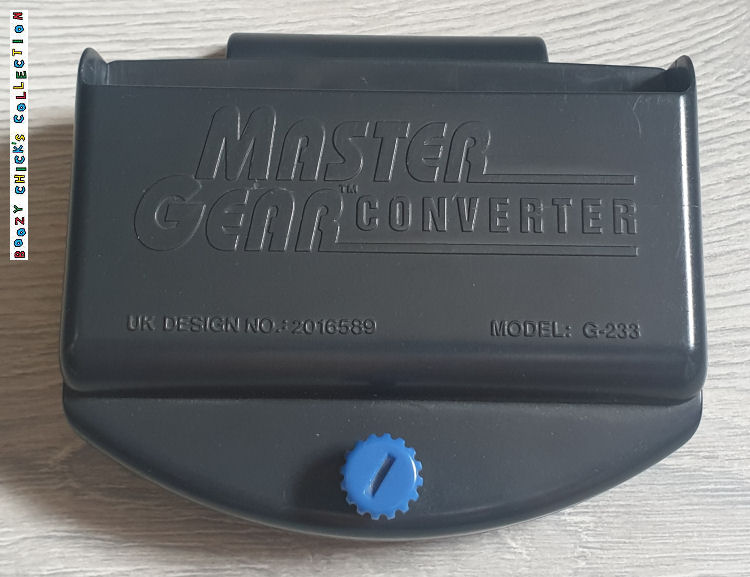 BOOZY CHICK'S COLLECTION
MASTER
GEAR™ CONVERTER
UK DESIGN NO.: 2016589
MODEL: G-233